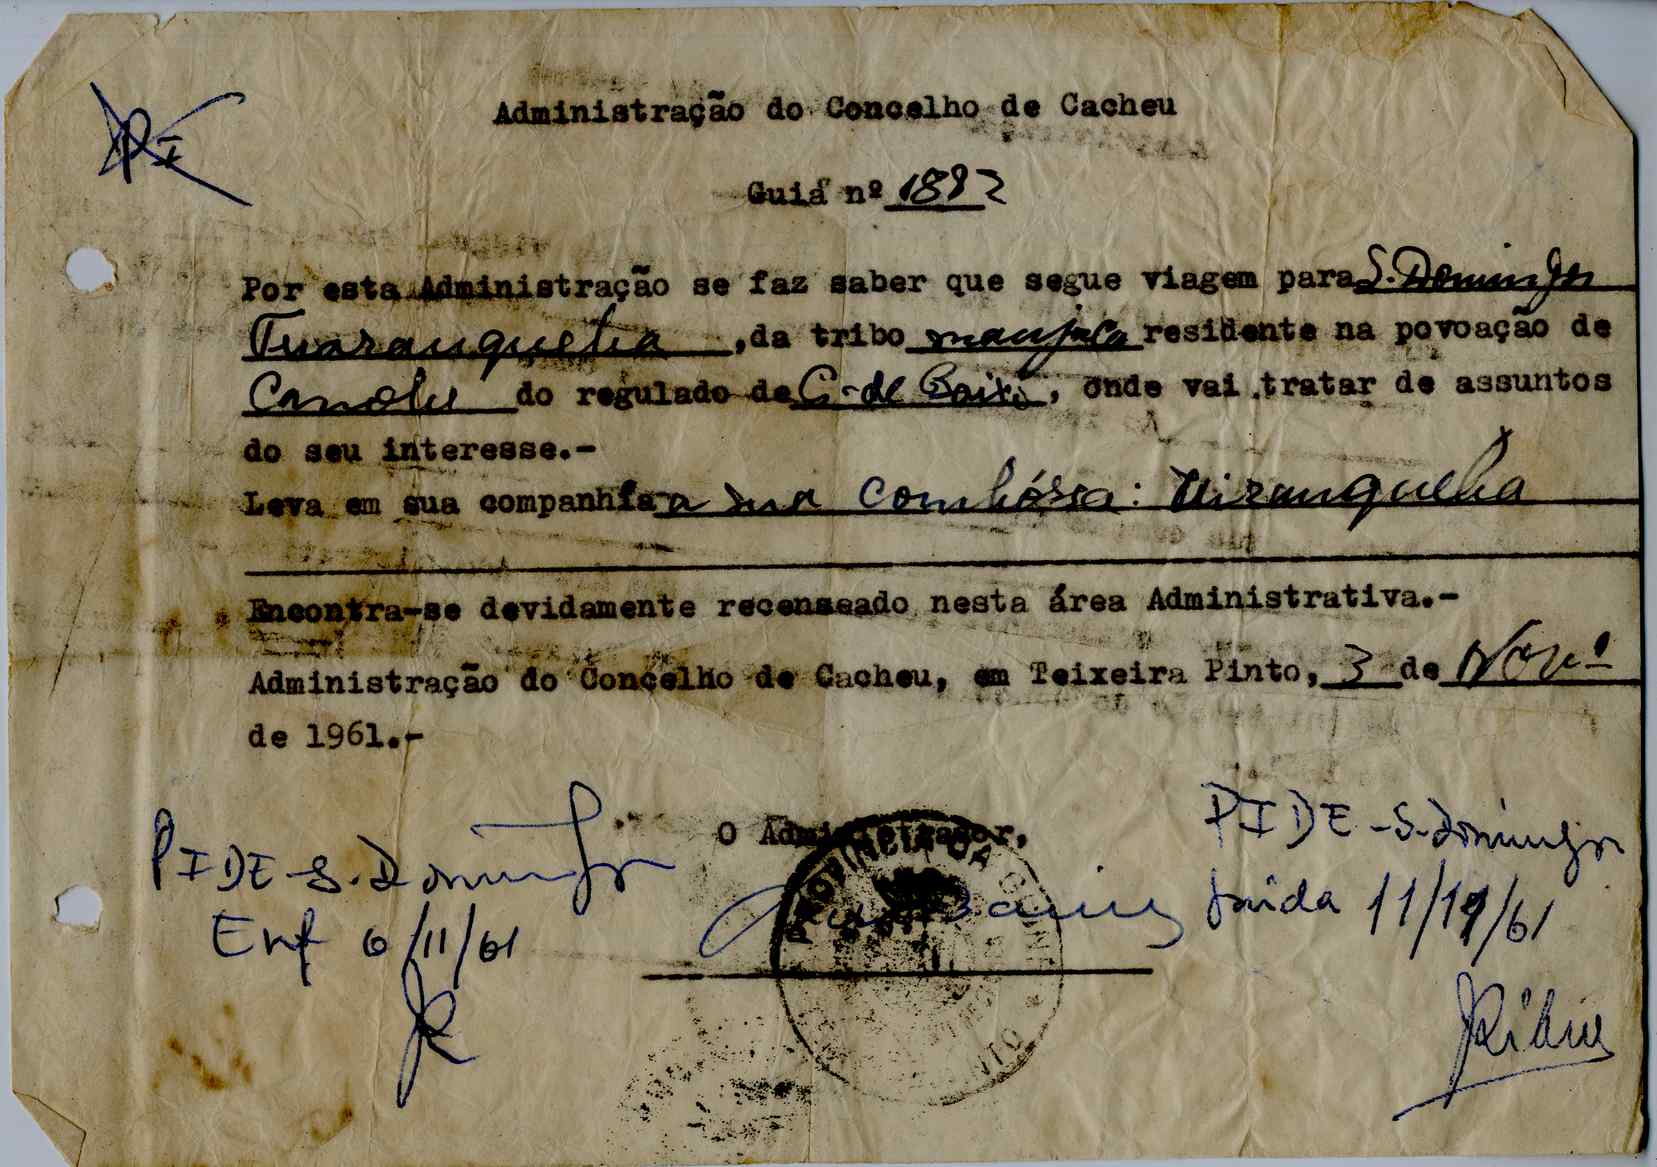 Administração do Concelho de Cacheu
Guia nº 1892
Por esta Administração se faz saber que segue viagem para S. Domingos
,da tribo manjaca residente na povoação de
do regulado de C. de Baixo, onde vai tratar de assuntos
do seu interesse.-
Leva em sua companhia a sua combóssa:
Encontra-se devidamente recenseado nesta área Administrativa.-
Administração do Concelho de Cacheu, em Teixeira Pinto, 3 de Novº
de 1961.-
O Administrador,
PIDE-S. Domingos
Ent 6/11/61
PIDE-S. Domingos
Saída 11/11/61